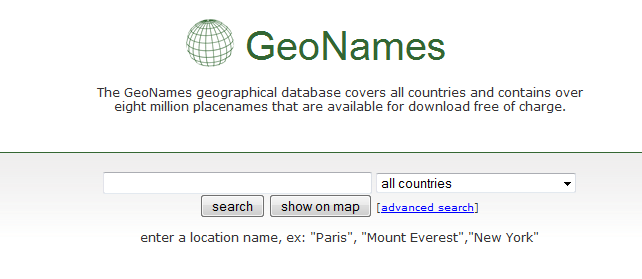 GeoNames
The GeoNames geographical database covers all countries and contains over
eight million placenames that are available for download free of charge.
all countries
search show on map [advanced search]
enter a location name, ex: "Paris", "Mount Everest","New York"